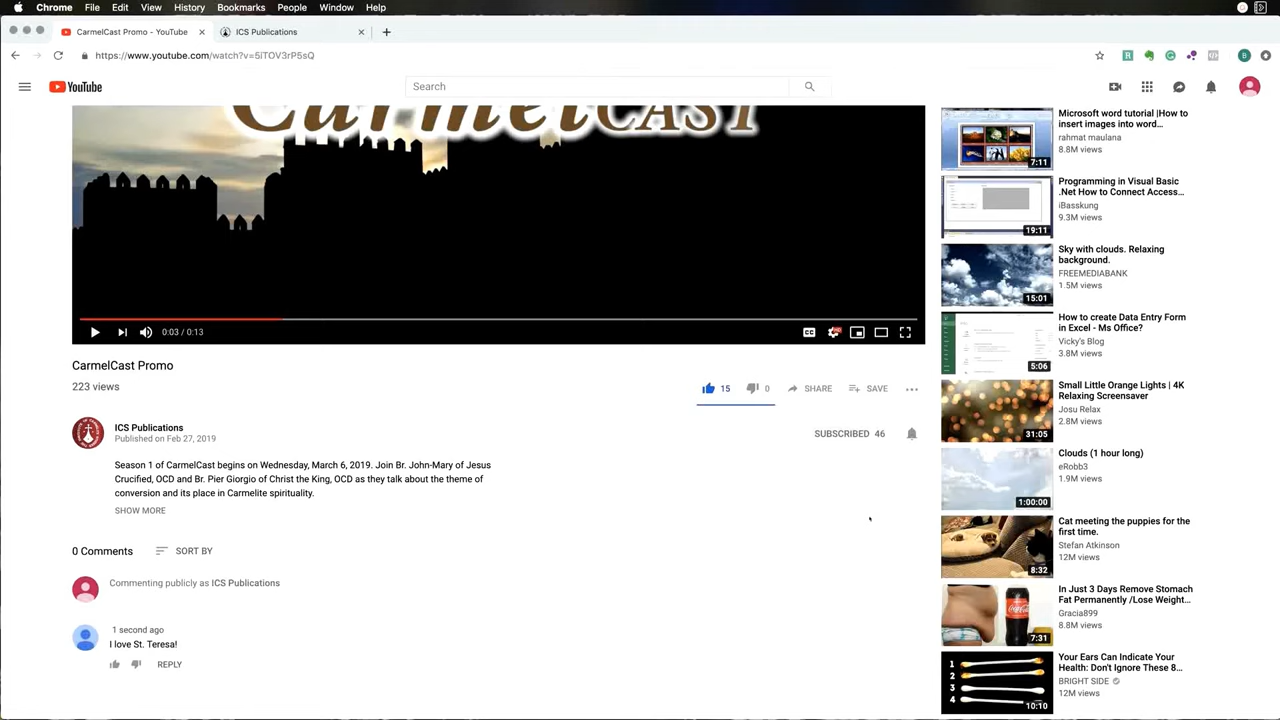 Chrome File Edit View History Bookmarks People Window Help
CarmelCast Promo - YouTube
ICS Publications
https://www.youtube.com/watch?v=5lTOV3rP5sQ
YouTube
Search
CarmelCAST
0:03 / 0:13
CarmelCast Promo
223 views
15 0 SHARE SAVE
ICS Publications
Published on Feb 27, 2019
SUBSCRIBED 46
Season 1 of CarmelCast begins on Wednesday, March 6, 2019. Join Br. John-Mary of Jesus
Crucified, OCD and Br. Pier Giorgio of Christ the King, OCD as they talk about the theme of
conversion and its place in Carmelite spirituality.
SHOW MORE
0 Comments SORT BY
Commenting publicly as ICS Publications
1 second ago
I love St. Teresa!
REPLY
Microsoft word tutorial |How to
insert images into word...
rahmat maulana
8.8M views
7:11
Programming in Visual Basic
.Net How to Connect Access...
iBasskung
9.3M views
19:11
Sky with clouds. Relaxing
background.
FREEMEDIABANK
1.5M views
15:01
How to create Data Entry Form
in Excel - Ms Office?
Vicky's Blog
3.8M views
5:06
Small Little Orange Lights | 4K
Relaxing Screensaver
Josu Relax
2.8M views
31:05
Clouds (1 hour long)
eRobb3
1.9M views
1:00:00
Cat meeting the puppies for the
first time.
Stefan Atkinson
12M views
8:32
In Just 3 Days Remove Stomach
Fat Permanently /Lose Weight...
Gracia899
8.8M views
7:31
Your Ears Can Indicate Your
Health: Don't Ignore These 8...
BRIGHT SIDE
12M views
1
2
3
4
10:10